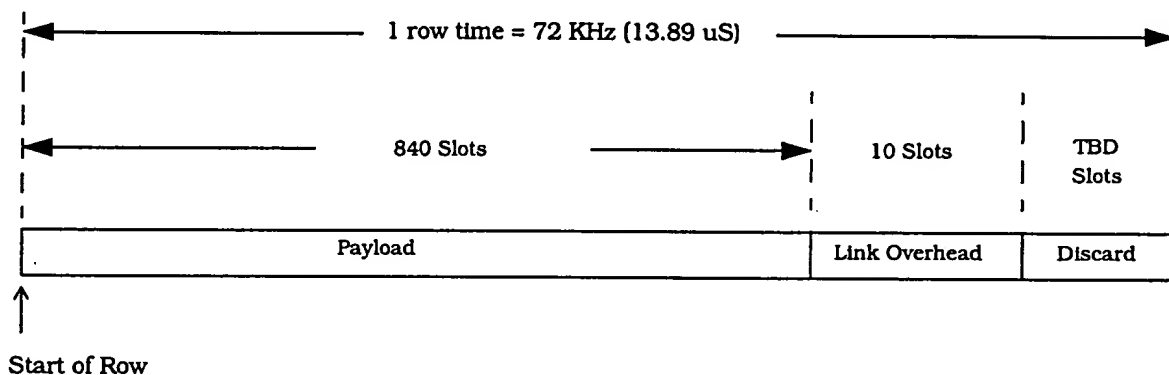 1 row time = 72 KHz (13.89 uS)
840 Slots
10 Slots
TBD
Slots
Payload
Link Overhead
Discard
Start of Row